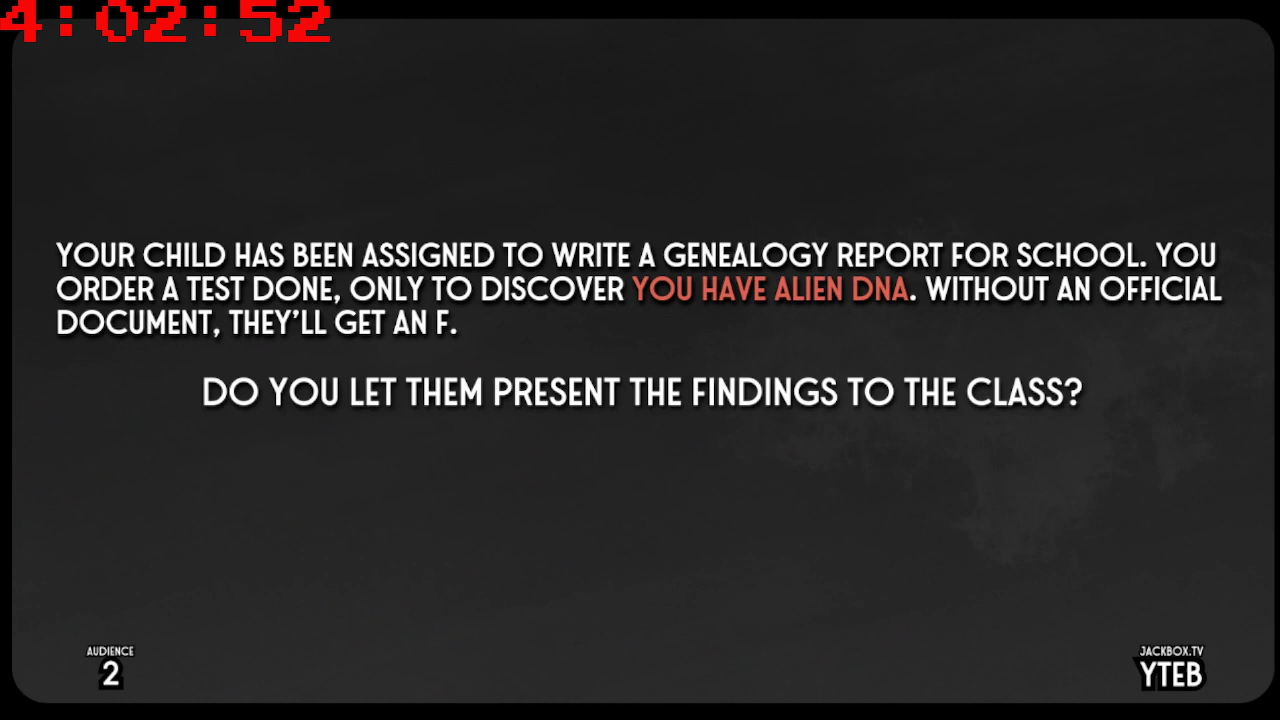 4:02:52
YOUR CHILD HAS BEEN ASSIGNED TO WRITE A GENEALOGY REPORT FOR SCHOOL. YOU
ORDER A TEST DONE, ONLY TO DISCOVER YOU HAVE ALIEN DNA. WITHOUT AN OFFICIAL
DOCUMENT, THEY'LL GET AN F.
DO YOU LET THEM PRESENT THE FINDINGS TO THE CLASS?
AUDIENCE
2
JACKBOX.TV
YTEB